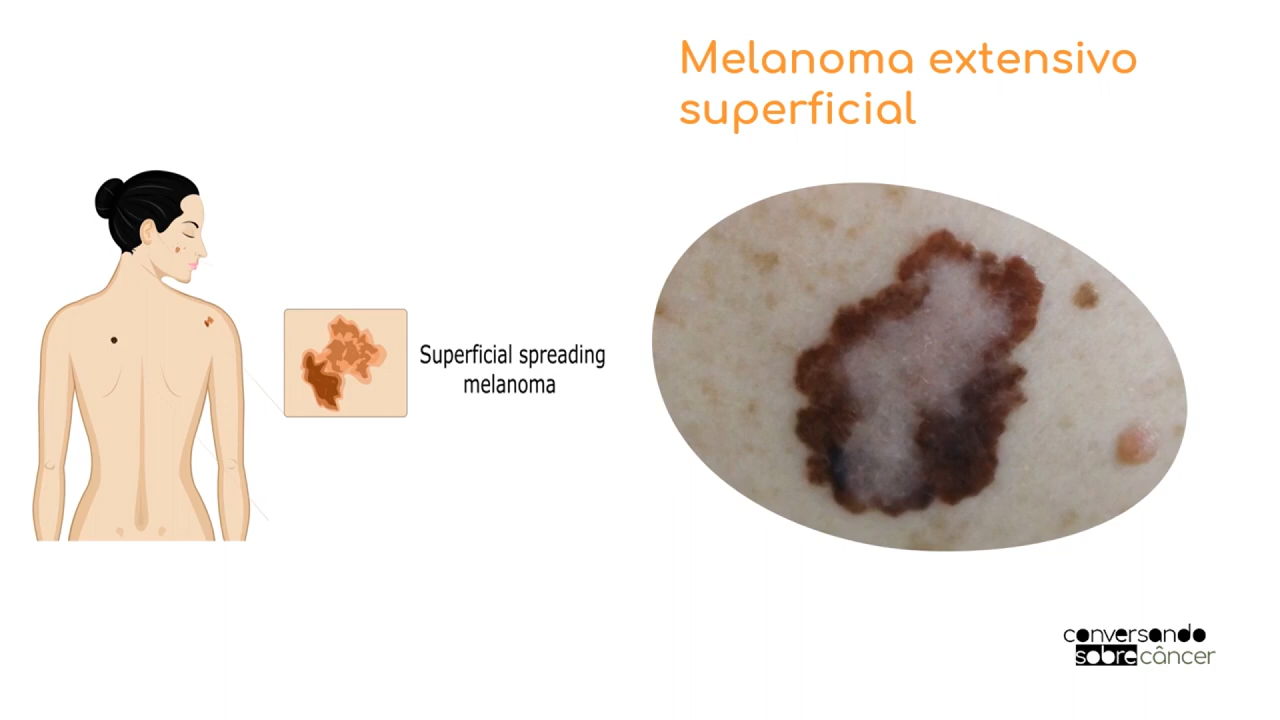 Melanoma extensivo
superficial
Superficial spreading
melanoma
conversando
sobre câncer